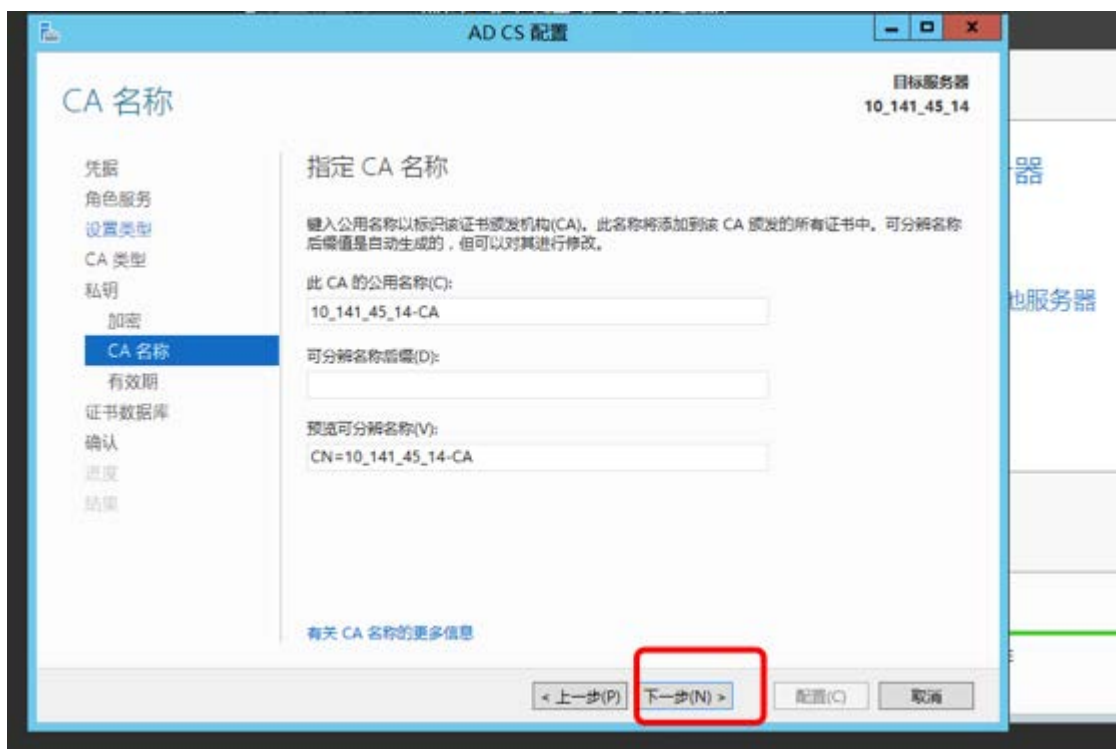 AD CS 配置
CA 名称
目标服务器
10_141_45_14
凭据
角色服务
设置类型
CA 类型
私钥
加密
CA 名称
有效期
证书数据库
确认
进度
结果
指定 CA 名称
键入公用名称以标识该证书颁发机构(CA)。此名称将添加到该 CA 颁发的所有证书中。可分辨名称
后缀值是自动生成的，但可以对其进行修改。
此 CA 的公用名称(C):
10_141_45_14-CA
可分辨名称后缀(D):
预览可分辨名称(V):
CN=10_141_45_14-CA
有关 CA 名称的更多信息
< 上一步(P)
下一步(N) >
配置(C)
取消
器
他服务器